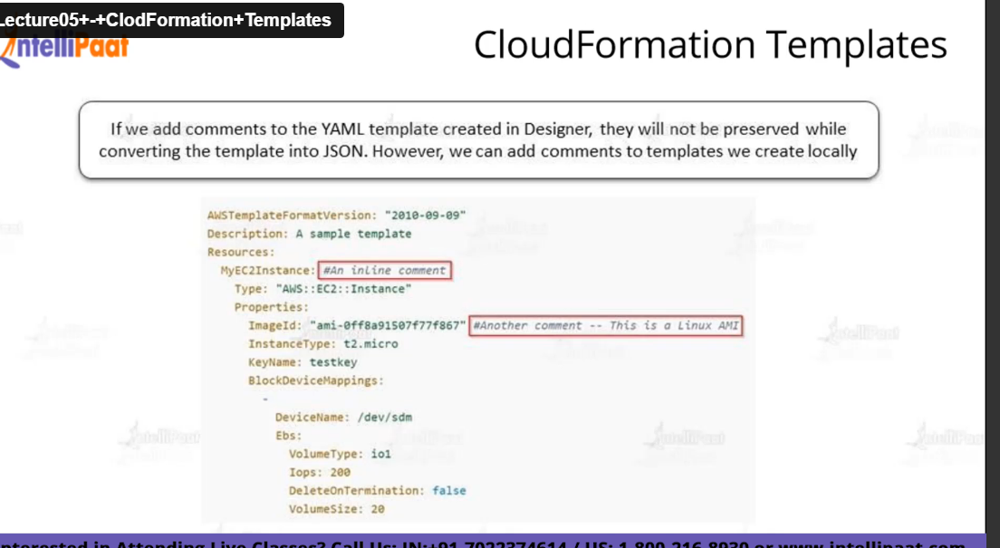 Lecture05+-+ClodFormation+Templates
IntelliPaat
CloudFormation Templates
If we add comments to the YAML template created in Designer, they will not be preserved while
converting the template into JSON. However, we can add comments to templates we create locally
AWSTemplateFormatVersion: "2010-09-09"
Description: A sample template
Resources:
MyEC2Instance: #An inline comment
Type: "AWS::EC2::Instance"
Properties:
ImageId: "ami-0ff8a91507f77f867" #Another comment -- This is a Linux AMI
InstanceType: t2.micro
KeyName: testkey
BlockDeviceMappings:
-
DeviceName: /dev/sdm
Ebs:
VolumeType: io1
Iops: 200
DeleteOnTermination: false
VolumeSize: 20
Interested in Attending Live Classes? Call Us: IN:+91-7022374614 / US: 1-800-216-8930 or www.intellipaat.com